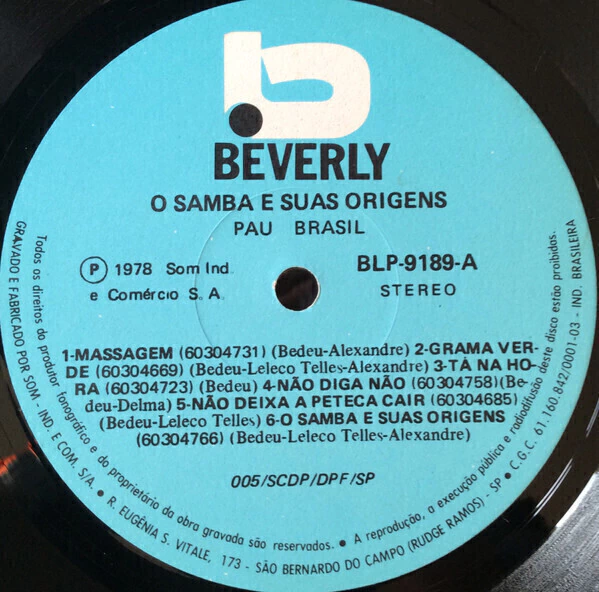 b
BEVERLY
O SAMBA E SUAS ORIGENS
PAU BRASIL
Ⓟ 1978 Som Ind.
e Comércio S. A.
BLP-9189-A
STEREO
1-MASSAGEM (60304731) (Bedeu-Alexandre) 2-GRAMA VER-
DE (60304669) (Bedeu-Leleco Telles-Alexandre) 3-TÁ NA HO-
RA (60304723) (Bedeu) 4-NÃO DIGA NÃO (60304758)(Be-
deu-Delma) 5-NÃO DEIXA A PETECA CAIR (60304685)
(Bedeu-Leleco Telles) 6-O SAMBA E SUAS ORIGENS
(60304766) (Bedeu-Leleco Telles-Alexandre)
005/SCDP/DPF/SP
Todos os direitos do produtor fonográfico e do proprietário da obra gravada são reservados. • A reprodução, a execução pública e radiodifusão deste disco estão proibidas.
GRAVADO E FABRICADO POR SOM - IND. E COM. S/A. • R. EUGÊNIA S. VITALE, 173 - SÃO BERNARDO DO CAMPO (RUDGE RAMOS) - SP • C.G.C. 61.160.842/0001-03 - IND. BRASILEIRA